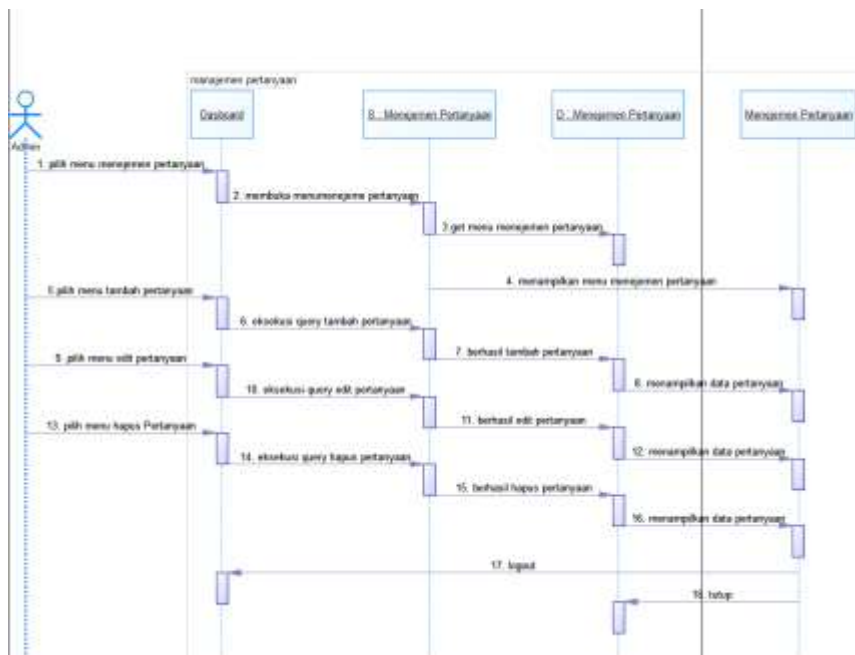 manajemen pertanyaan
Dasboard
B : Menejemen Pertanyaan
D : Menejemen Pertanyaan
Menejemen Pertanyaan
Admin
1. pilih menu menejemen pertanyaan
2. membuka menumenejeme pertanyaan
3.get menu menejemen pertanyaan
4. menampilkan menu menejemen pertanyaan
5.pilih menu tambah pertanyaan
6. eksekusi query tambah pertanyaan
7. berhasil tambah pertanyaan
8. menampilkan data pertanyaan
9. pilih menu edit pertanyaan
10. eksekusi query edit pertanyaan
11. berhasil edit pertanyaan
12. menampilkan data pertanyaan
13. pilih menu hapus Pertanyaan
14. eksekusi query hapus pertanyaan
15. berhasil hapus pertanyaan
16. menampilkan data pertanyaan
17. logout
18. tutup